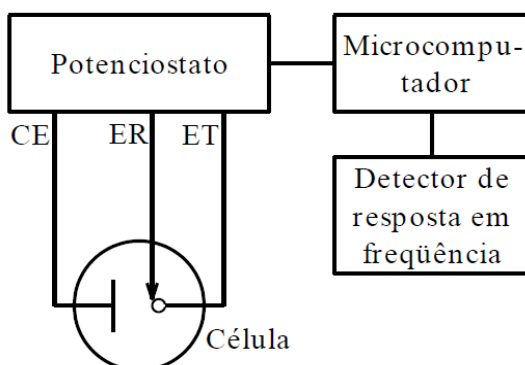 Potenciostato
Microcompu-
tador
CE ER ET
Detector de
resposta em
freqüência
Célula